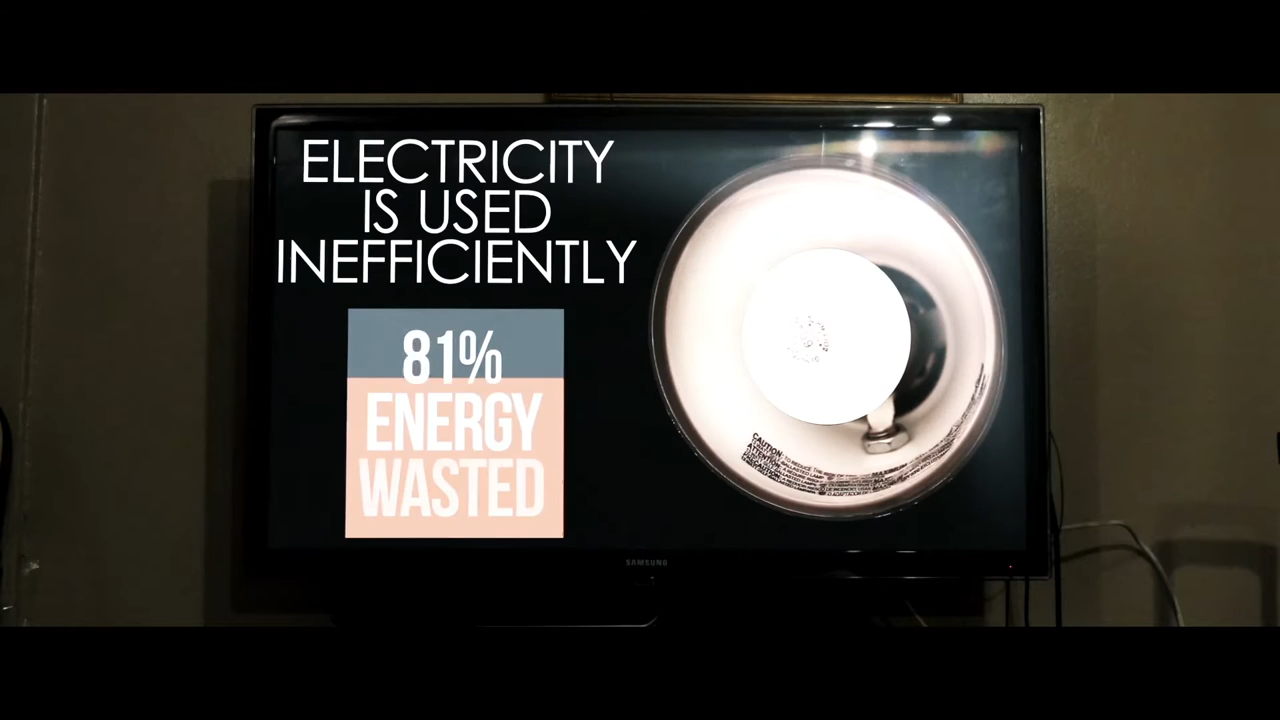 ELECTRICITY
IS USED
INEFFICIENTLY
81%
ENERGY
WASTED
CAUTION
SAMSUNG